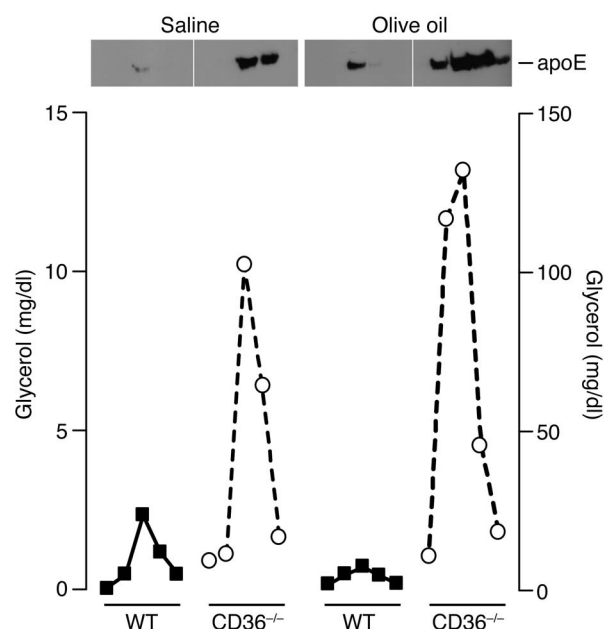 Saline Olive oil
apoE
15 150
10 100
5 50
0 0
Glycerol (mg/dl)
Glycerol (mg/dl)
WT CD36–/– WT CD36–/–